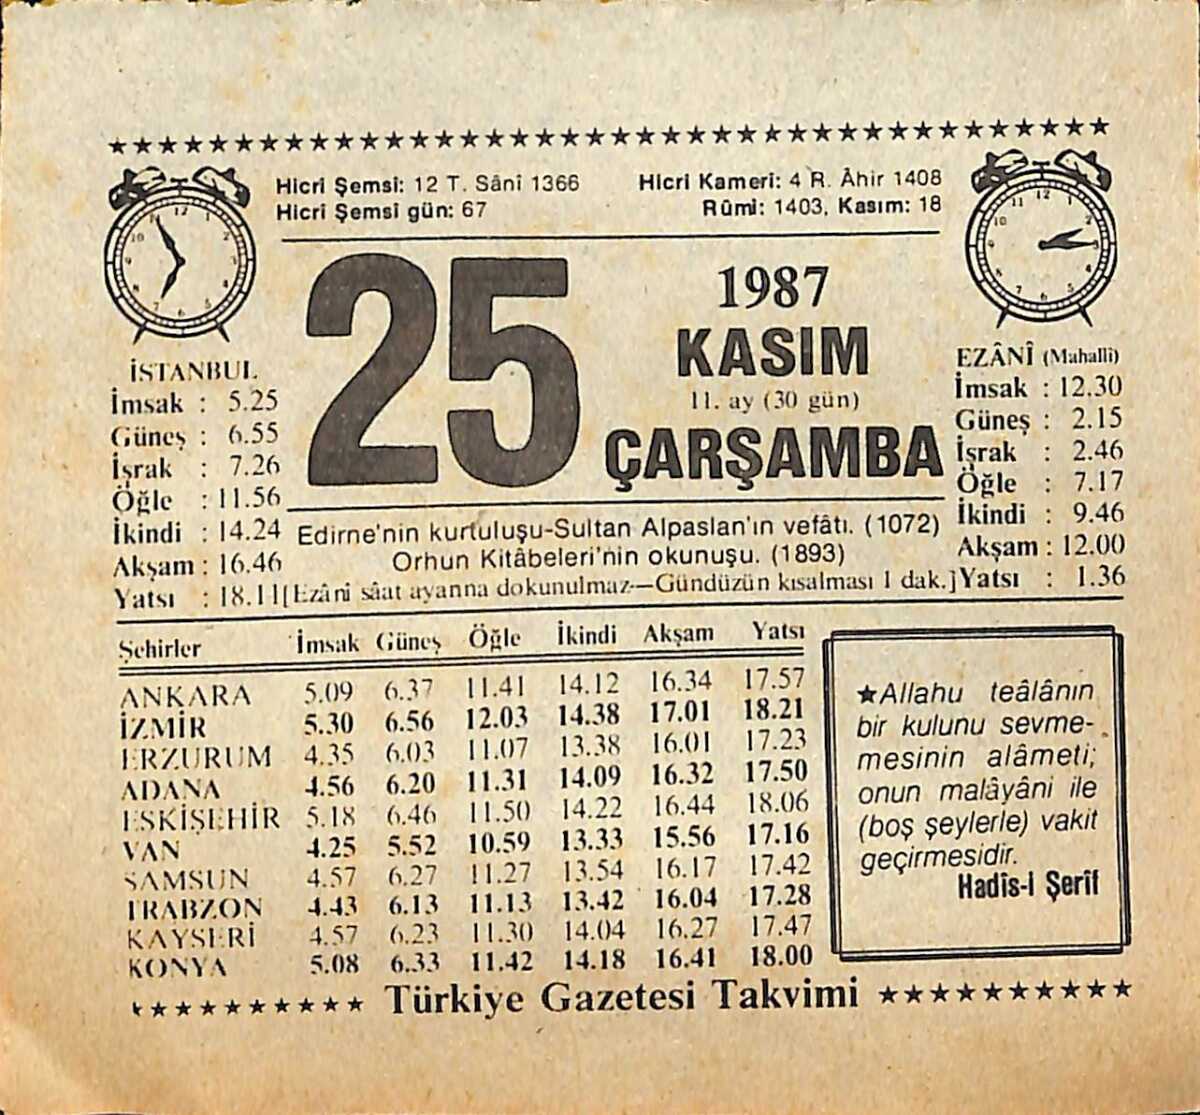 Hicri Şemsi: 12 T. Sâni 1366
Hicri Şemsî gün: 67
Hicri Kameri: 4 R. Âhir 1408
Rûmî: 1403, Kasım: 18
25
1987
KASIM
11. ay (30 gün)
ÇARŞAMBA
İSTANBUL
İmsak : 5.25
Güneş : 6.55
İşrak : 7.26
Öğle : 11.56
İkindi : 14.24
Akşam : 16.46
Yatsı : 18.11
EZÂNÎ (Mahallî)
İmsak : 12.30
Güneş : 2.15
İşrak : 2.46
Öğle : 7.17
İkindi : 9.46
Akşam : 12.00
Yatsı : 1.36
Edirne'nin kurtuluşu-Sultan Alpaslan'ın vefâtı. (1072)
Orhun Kitâbeleri'nin okunuşu. (1893)
[Ezânî sâat ayarına dokunulmaz—Gündüzün kısalması 1 dak.]
Şehirler İmsak Güneş Öğle İkindi Akşam Yatsı
ANKARA 5.09 6.37 11.41 14.12 16.34 17.57
İZMİR 5.30 6.56 12.03 14.38 17.01 18.21
ERZURUM 4.35 6.03 11.07 13.38 16.01 17.23
ADANA 4.56 6.20 11.31 14.09 16.32 17.50
ESKİŞEHİR 5.18 6.46 11.50 14.22 16.44 18.06
VAN 4.25 5.52 10.59 13.33 15.56 17.16
SAMSUN 4.57 6.27 11.27 13.54 16.17 17.42
TRABZON 4.43 6.13 11.13 13.42 16.04 17.28
KAYSERİ 4.57 6.23 11.30 14.04 16.27 17.47
KONYA 5.08 6.33 11.42 14.18 16.41 18.00
★Allahu teâlânın
bir kulunu sevme-
mesinin alâmeti;
onun malâyâni ile
(boş şeylerle) vakit
geçirmesidir.
Hadîs-i Şerîf
Türkiye Gazetesi Takvimi